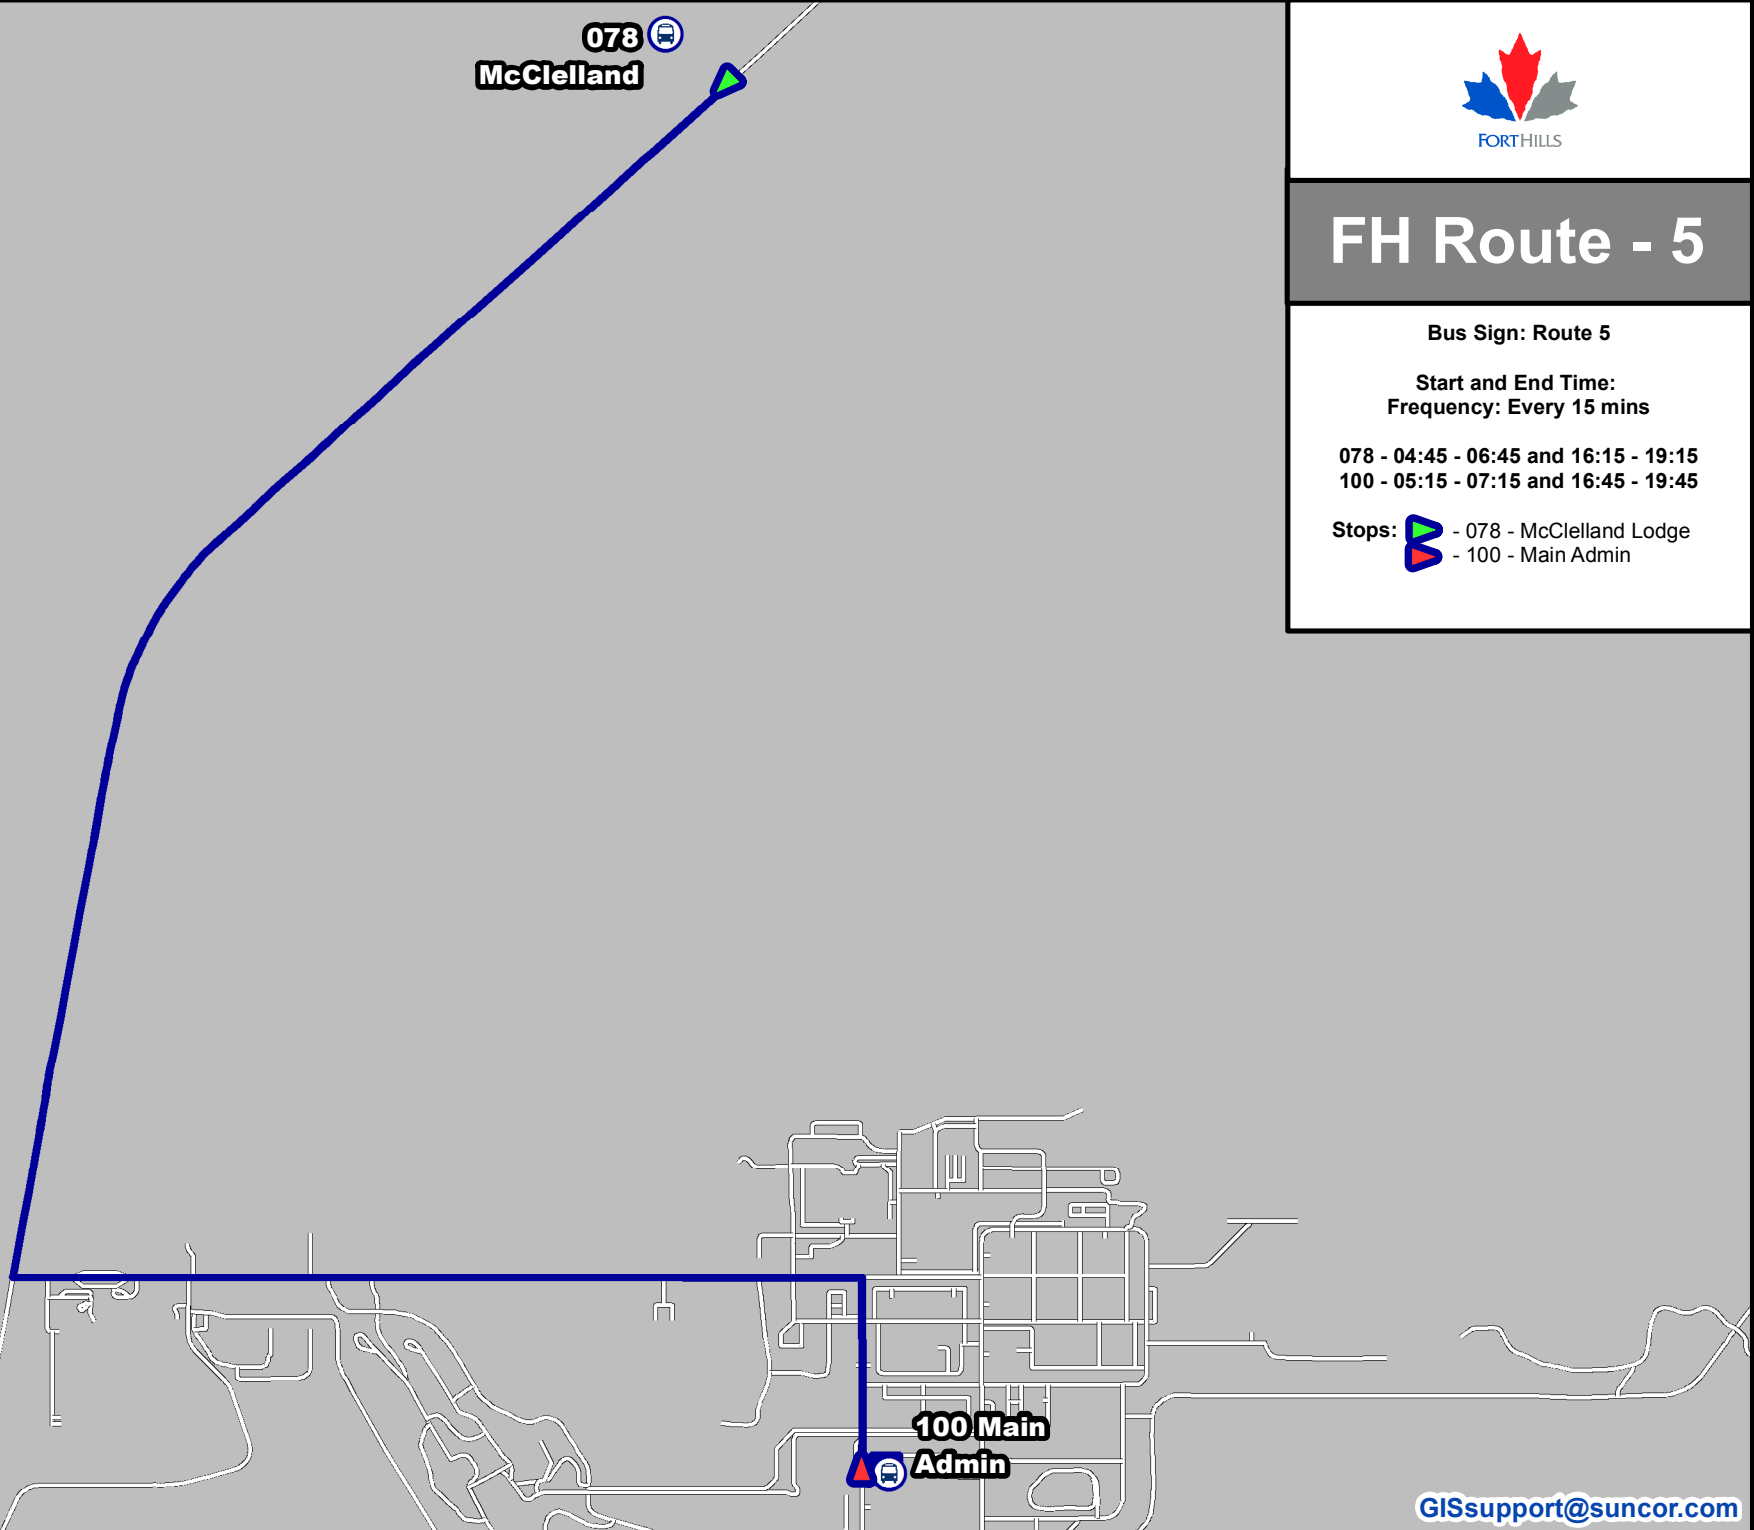 078
McClelland
FORTHILLS
FH Route - 5
Bus Sign: Route 5
Start and End Time:
Frequency: Every 15 mins
078 - 04:45 - 06:45 and 16:15 - 19:15
100 - 05:15 - 07:15 and 16:45 - 19:45
Stops: - 078 - McClelland Lodge
- 100 - Main Admin
100 Main
Admin
GISsupport@suncor.com